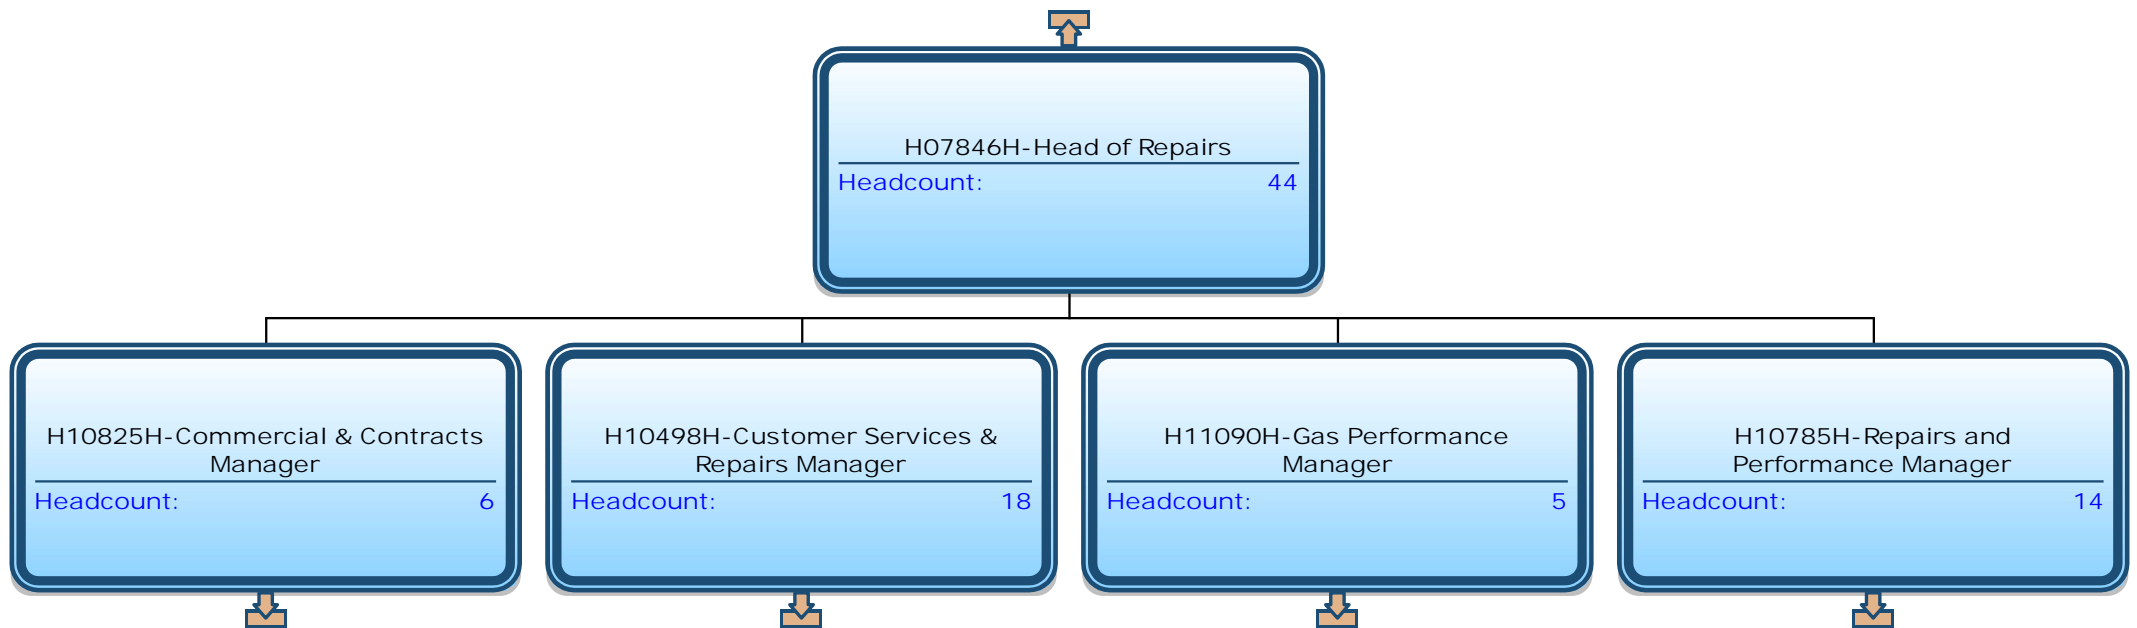 H07846H-Head of Repairs
Headcount: 44
H10825H-Commercial & Contracts
Manager
Headcount: 6
H10498H-Customer Services &
Repairs Manager
Headcount: 18
H11090H-Gas Performance
Manager
Headcount: 5
H10785H-Repairs and
Performance Manager
Headcount: 14